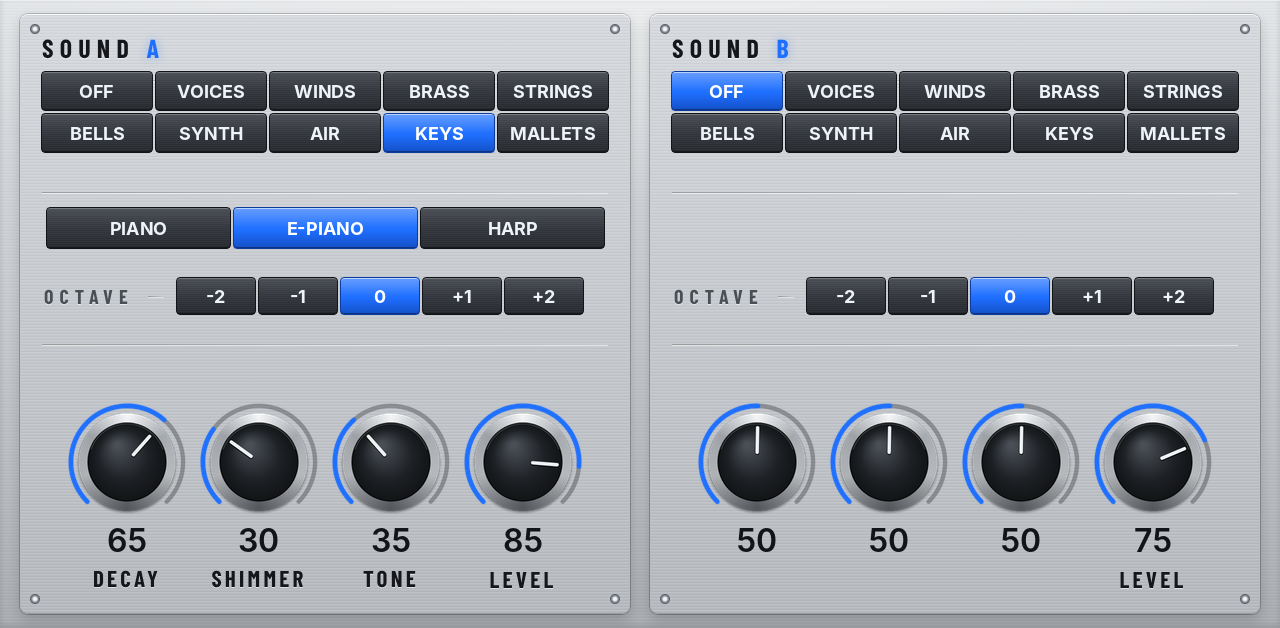 SOUND A
OFF VOICES WINDS BRASS STRINGS
BELLS SYNTH AIR KEYS MALLETS
PIANO E-PIANO HARP
OCTAVE -2 -1 0 +1 +2
65 30 35 85
DECAY SHIMMER TONE LEVEL
SOUND B
OFF VOICES WINDS BRASS STRINGS
BELLS SYNTH AIR KEYS MALLETS
OCTAVE -2 -1 0 +1 +2
50 50 50 75
LEVEL